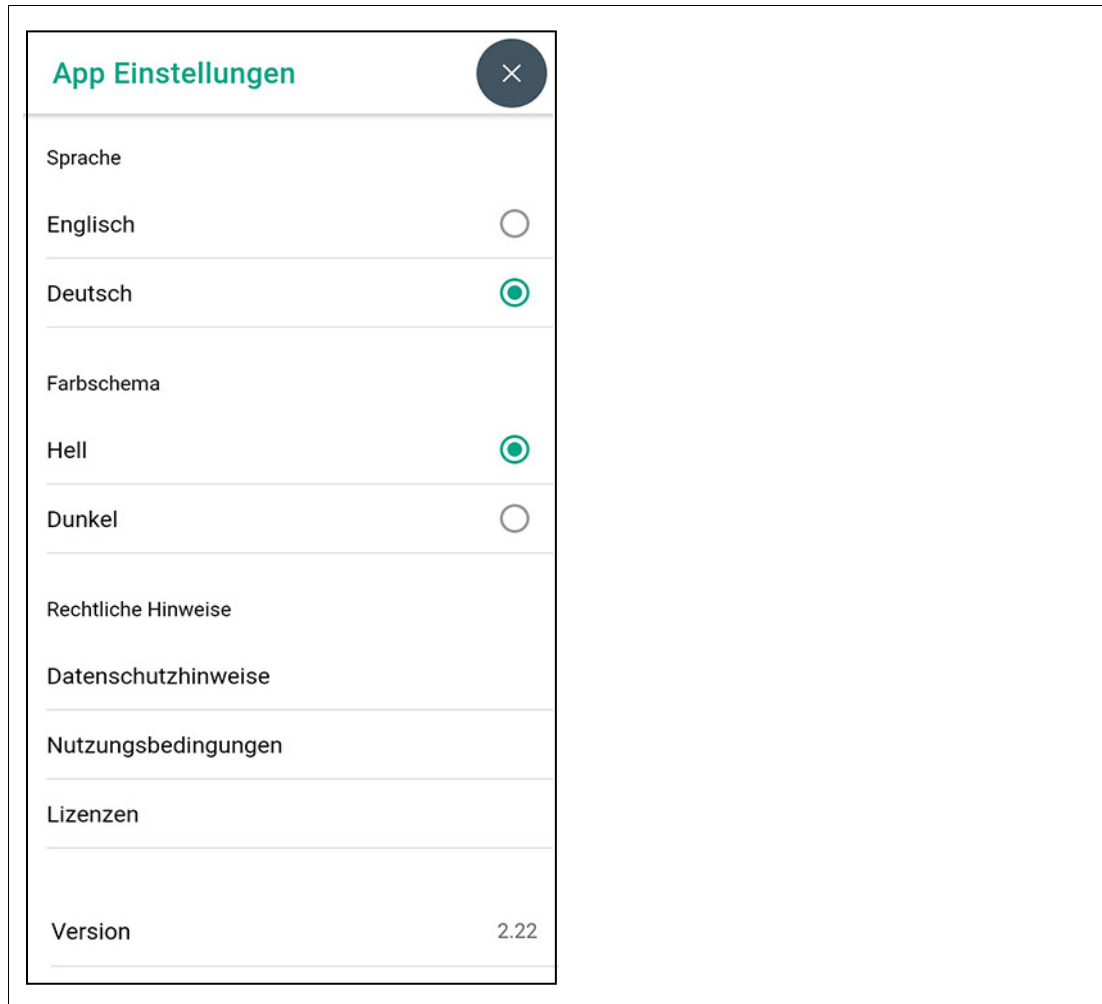 App Einstellungen
Sprache
Englisch
Deutsch
Farbschema
Hell
Dunkel
Rechtliche Hinweise
Datenschutzhinweise
Nutzungsbedingungen
Lizenzen
Version 2.22